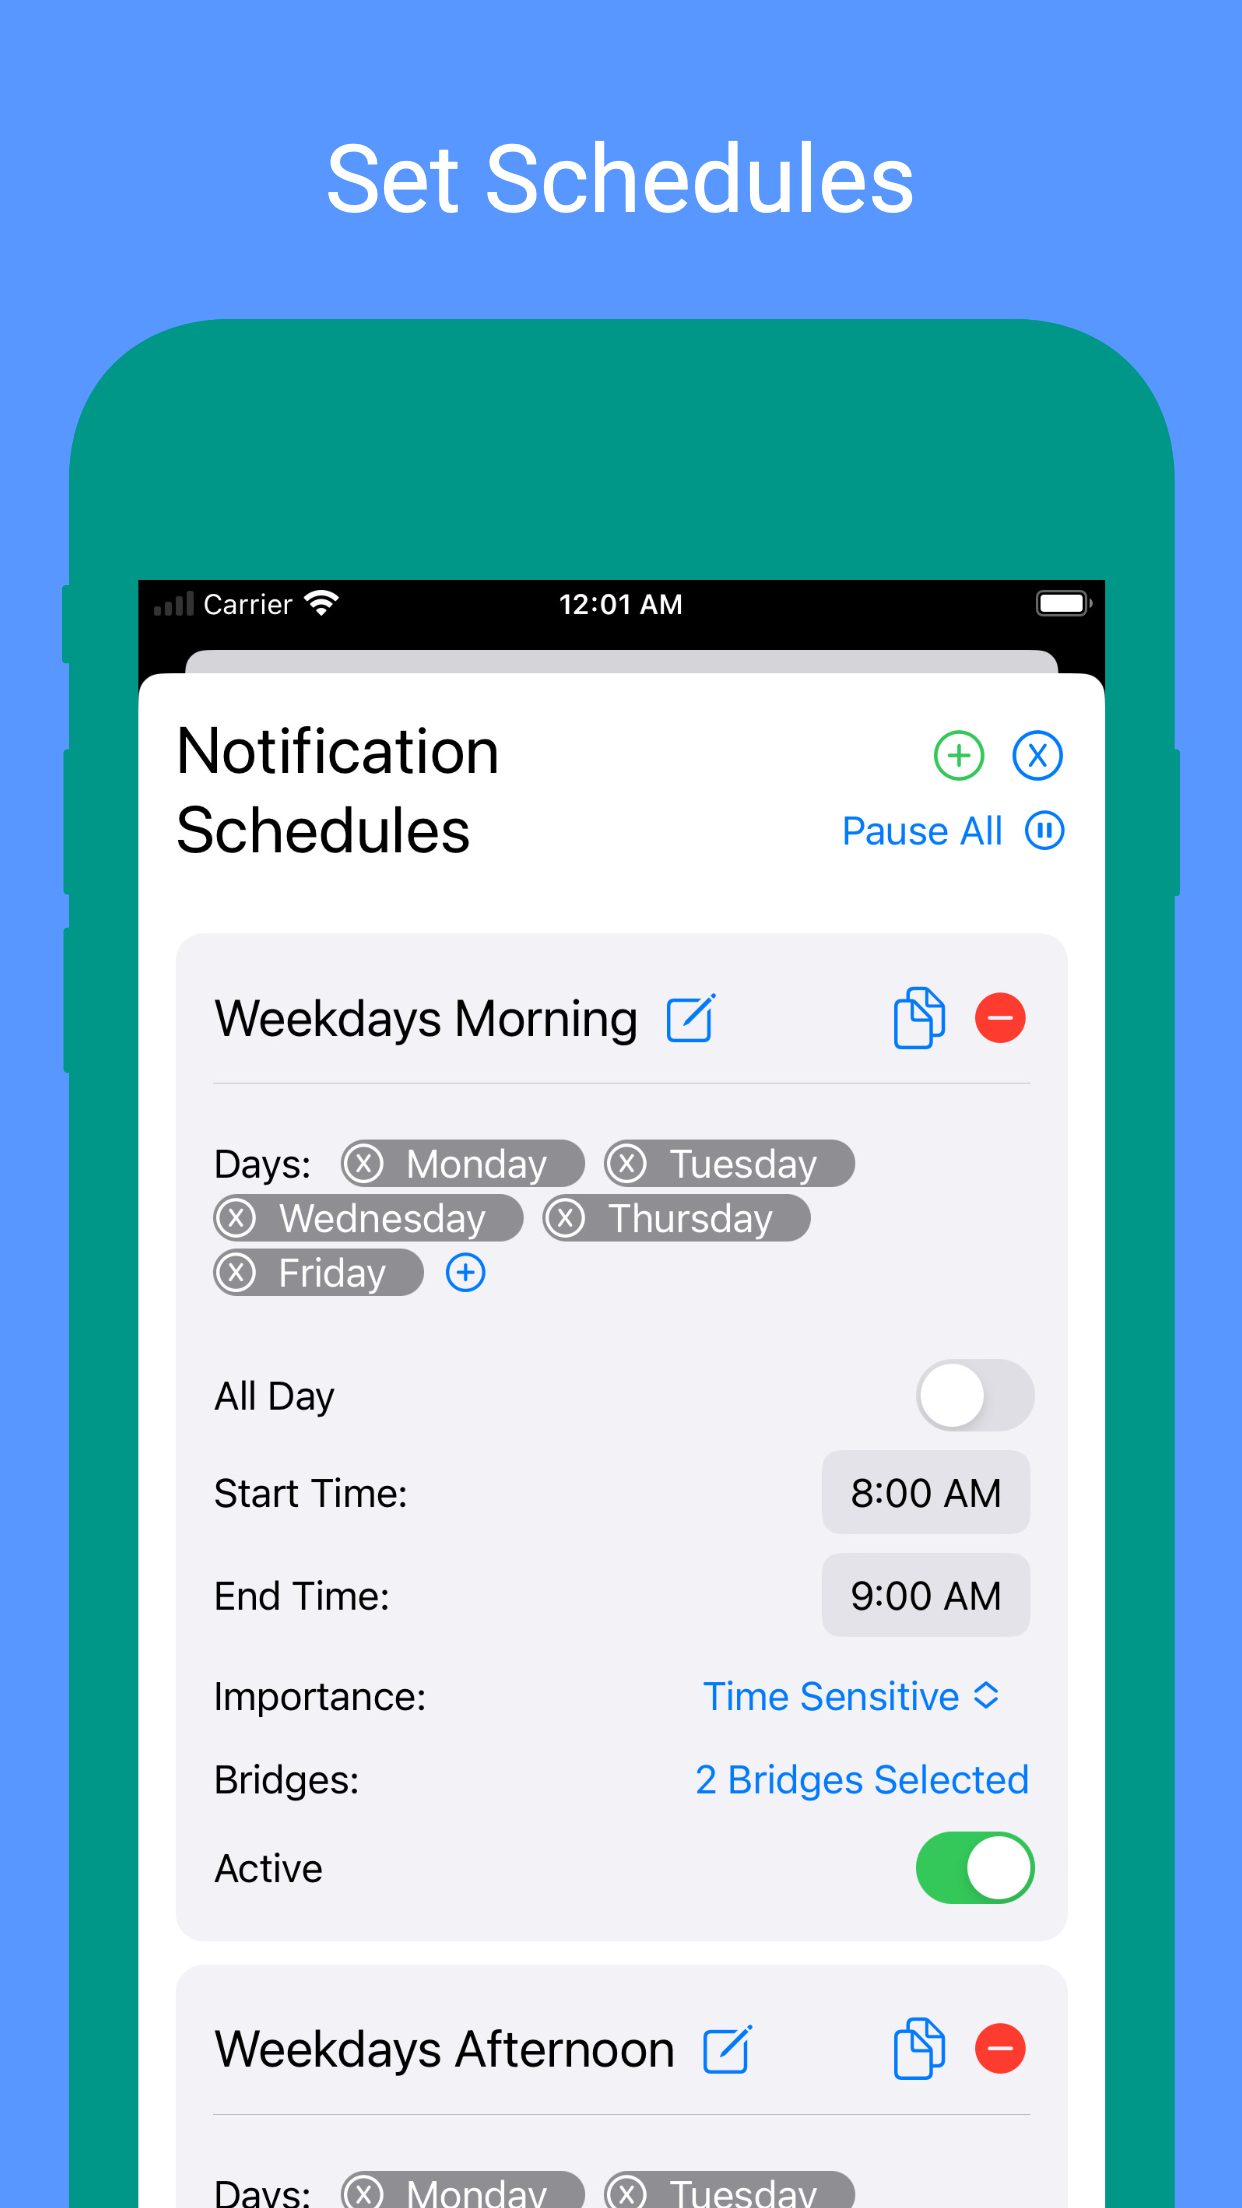 Set Schedules
Carrier 12:01 AM
Notification
Schedules
Pause All
Weekdays Morning
Days: Monday Tuesday
Wednesday Thursday
Friday
All Day
Start Time: 8:00 AM
End Time: 9:00 AM
Importance: Time Sensitive
Bridges: 2 Bridges Selected
Active
Weekdays Afternoon
Days: Monday Tuesday